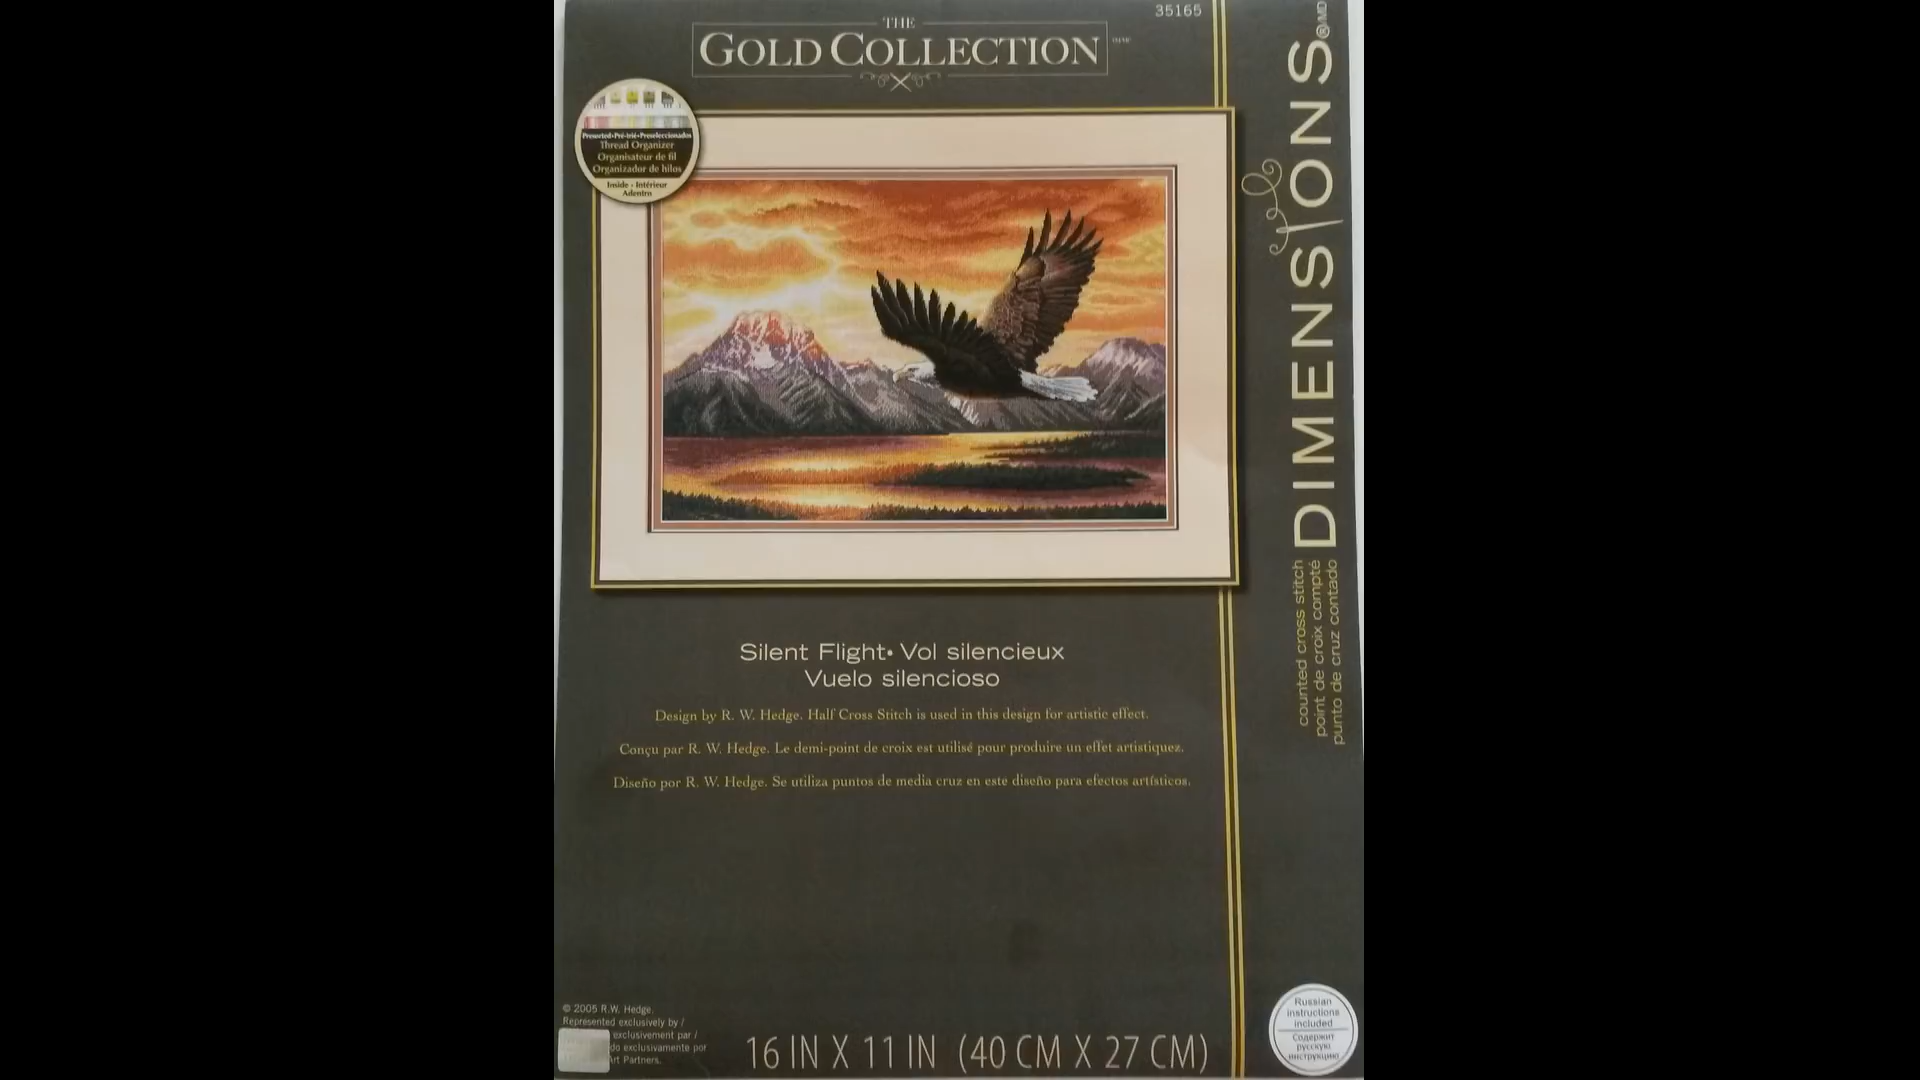 35165
THE
GOLD COLLECTION
Presorted•Pré-trié•Preseleccionados
Thread Organizer
Organisateur de fil
Organizador de hilos
Inside - Intérieur
Adentro
DIMENSIONS®/MD
counted cross stitch
point de croix compté
punto de cruz contado
Silent Flight• Vol silencieux
Vuelo silencioso
Design by R. W. Hedge. Half Cross Stitch is used in this design for artistic effect.
Conçu par R. W. Hedge. Le demi-point de croix est utilisé pour produire un effet artistiquez.
Diseño por R. W. Hedge. Se utiliza puntos de media cruz en este diseño para efectos artísticos.
© 2005 R.W. Hedge.
Represented exclusively by /
exclusivement par /
exclusivamente por
Art Partners.
16 IN X 11 IN (40 CM X 27 CM)
Russian
instructions
included
Содержит
русскую
инструкцию